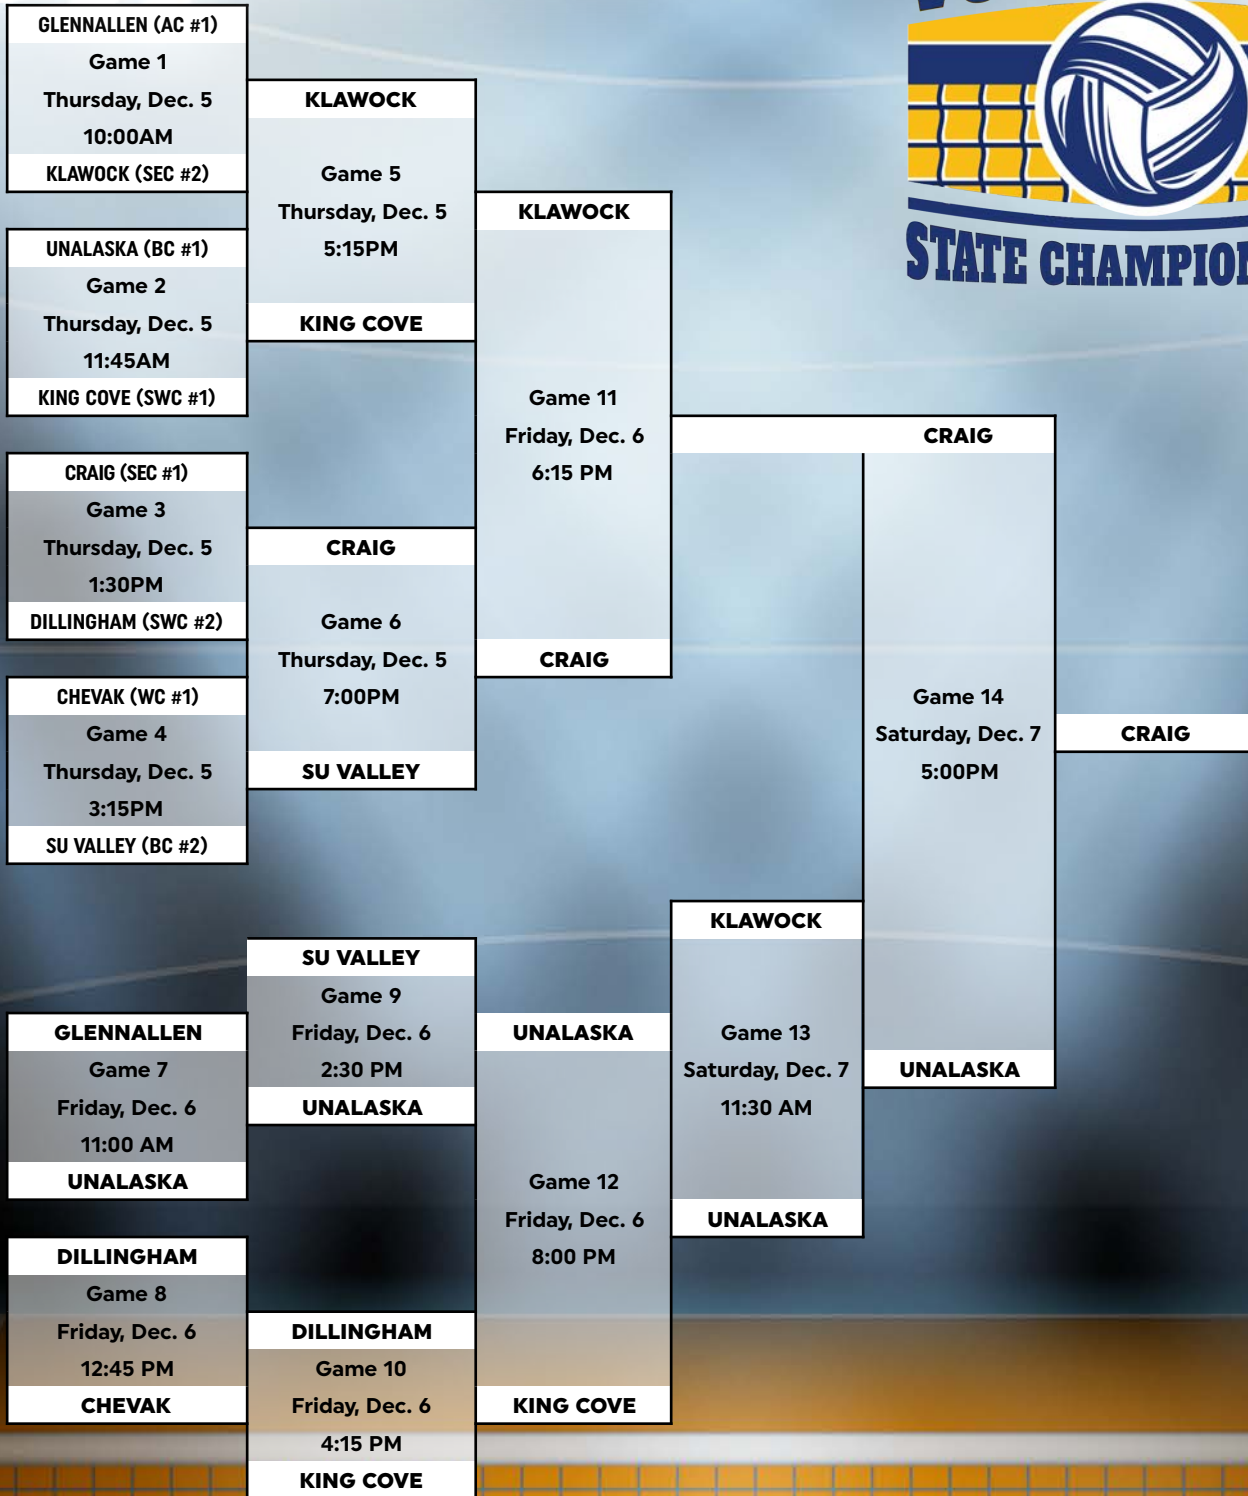 GLENNALLEN (AC #1)
Game 1
Thursday, Dec. 5
10:00AM
KLAWOCK (SEC #2)
UNALASKA (BC #1)
Game 2
Thursday, Dec. 5
11:45AM
KING COVE (SWC #1)
CRAIG (SEC #1)
Game 3
Thursday, Dec. 5
1:30PM
DILLINGHAM (SWC #2)
CHEVAK (WC #1)
Game 4
Thursday, Dec. 5
3:15PM
SU VALLEY (BC #2)
KLAWOCK
Game 5
Thursday, Dec. 5
5:15PM
KING COVE
CRAIG
Game 6
Thursday, Dec. 5
7:00PM
SU VALLEY
GLENNALLEN
Game 7
Friday, Dec. 6
11:00 AM
UNALASKA
DILLINGHAM
Game 8
Friday, Dec. 6
12:45 PM
CHEVAK
SU VALLEY
Game 9
Friday, Dec. 6
2:30 PM
UNALASKA
DILLINGHAM
Game 10
Friday, Dec. 6
4:15 PM
KING COVE
KLAWOCK
Game 11
Friday, Dec. 6
6:15 PM
CRAIG
UNALASKA
Game 12
Friday, Dec. 6
8:00 PM
KING COVE
KLAWOCK
Game 13
Saturday, Dec. 7
11:30 AM
UNALASKA
CRAIG
Game 14
Saturday, Dec. 7
5:00PM
UNALASKA
CRAIG
STATE CHAMPION